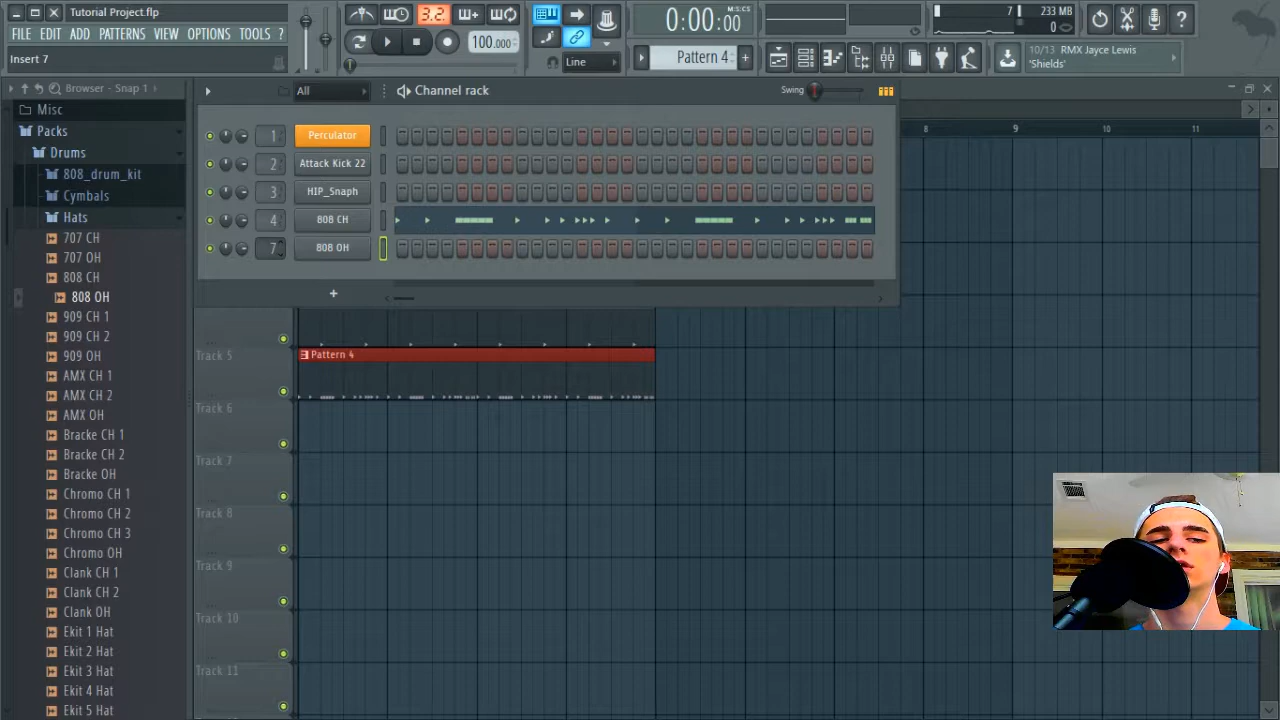 Tutorial Project.flp
FILE EDIT ADD PATTERNS VIEW OPTIONS TOOLS ?
Insert 7
3.2.
100.000
0:00:00
M:S:CS
Line
Pattern 4
7
233 MB
0
10/13 RMX Jayce Lewis
'Shields'
Browser - Snap 1
Misc
Packs
Drums
808_drum_kit
Cymbals
Hats
707 CH
707 OH
808 CH
808 OH
909 CH 1
909 CH 2
909 OH
AMX CH 1
AMX CH 2
AMX OH
Bracke CH 1
Bracke CH 2
Bracke OH
Chromo CH 1
Chromo CH 2
Chromo CH 3
Chromo OH
Clank CH 1
Clank CH 2
Clank OH
Ekit 1 Hat
Ekit 2 Hat
Ekit 3 Hat
Ekit 4 Hat
Ekit 5 Hat
All
Channel rack
Swing
1 Perculator
2 Attack Kick 22
3 HIP_Snaph
4 808 CH
7 808 OH
+
8 9 10 11
Track 5
Pattern 4
Track 6
Track 7
Track 8
Track 9
Track 10
Track 11